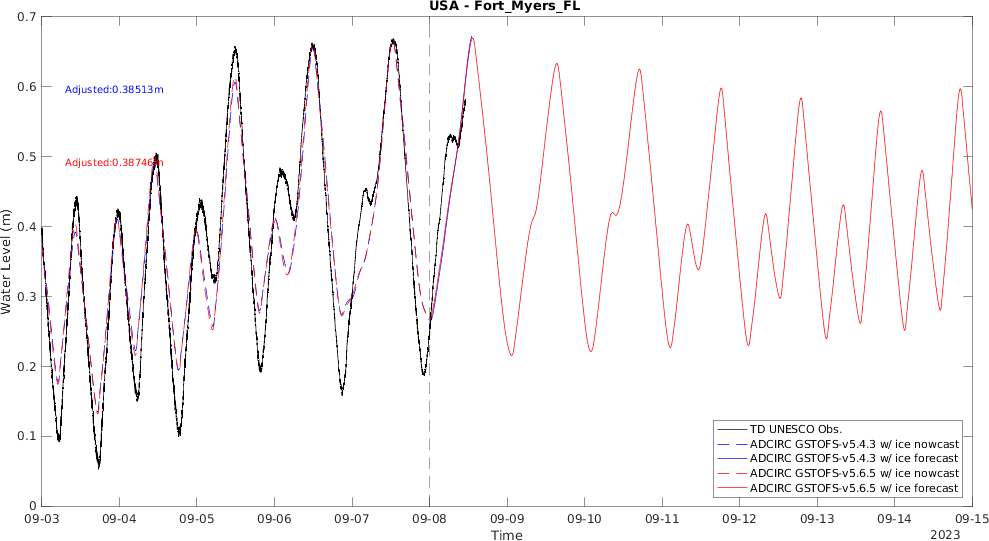 USA - Fort_Myers_FL
0.7
0.6
0.5
0.4
0.3
0.2
0.1
0
Water Level (m)
Adjusted:0.38513m
Adjusted:0.38746m
TD UNESCO Obs.
ADCIRC GSTOFS-v5.4.3 w/ ice nowcast
ADCIRC GSTOFS-v5.4.3 w/ ice forecast
ADCIRC GSTOFS-v5.6.5 w/ ice nowcast
ADCIRC GSTOFS-v5.6.5 w/ ice forecast
09-03 09-04 09-05 09-06 09-07 09-08 09-09 09-10 09-11 09-12 09-13 09-14 09-15
Time
2023